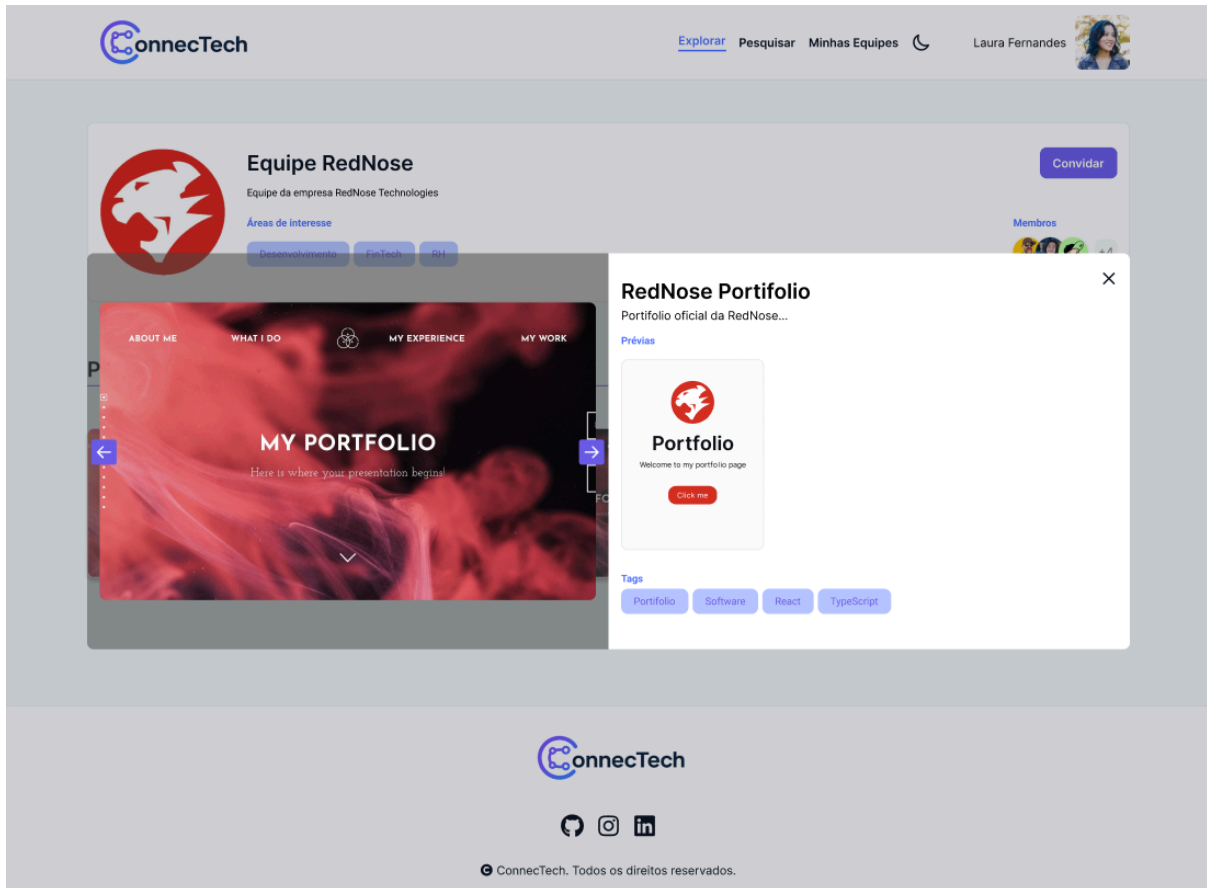 ConnecTech
Explorar Pesquisar Minhas Equipes Laura Fernandes
Equipe RedNose
Convidar
Equipe da empresa RedNose Technologies
Áreas de interesse
Membros
Desenvolvimento FinTech RH
+4
P
ABOUT ME WHAT I DO MY EXPERIENCE MY WORK
MY PORTFOLIO
Here is where your presentation begins!
FO
RedNose Portifolio
Portifolio oficial da RedNose...
Prévias
Portfolio
Welcome to my portfolio page
Click me
Tags
Portifolio Software React TypeScript
ConnecTech
ConnecTech. Todos os direitos reservados.